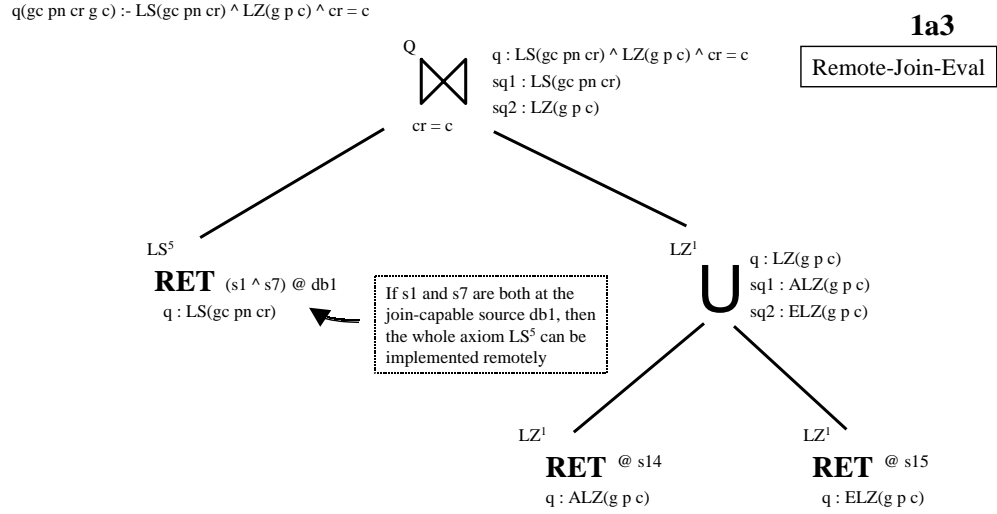 q(gc pn cr g c) :- LS(gc pn cr) ^ LZ(g p c) ^ cr = c
1a3
Remote-Join-Eval
Q
q : LS(gc pn cr) ^ LZ(g p c) ^ cr = c
sq1 : LS(gc pn cr)
sq2 : LZ(g p c)
cr = c
LS⁵
RET (s1 ^ s7) @ db1
q : LS(gc pn cr)
If s1 and s7 are both at the
join-capable source db1, then
the whole axiom LS⁵ can be
implemented remotely
LZ¹
q : LZ(g p c)
sq1 : ALZ(g p c)
sq2 : ELZ(g p c)
LZ¹
RET @ s14
q : ALZ(g p c)
LZ¹
RET @ s15
q : ELZ(g p c)